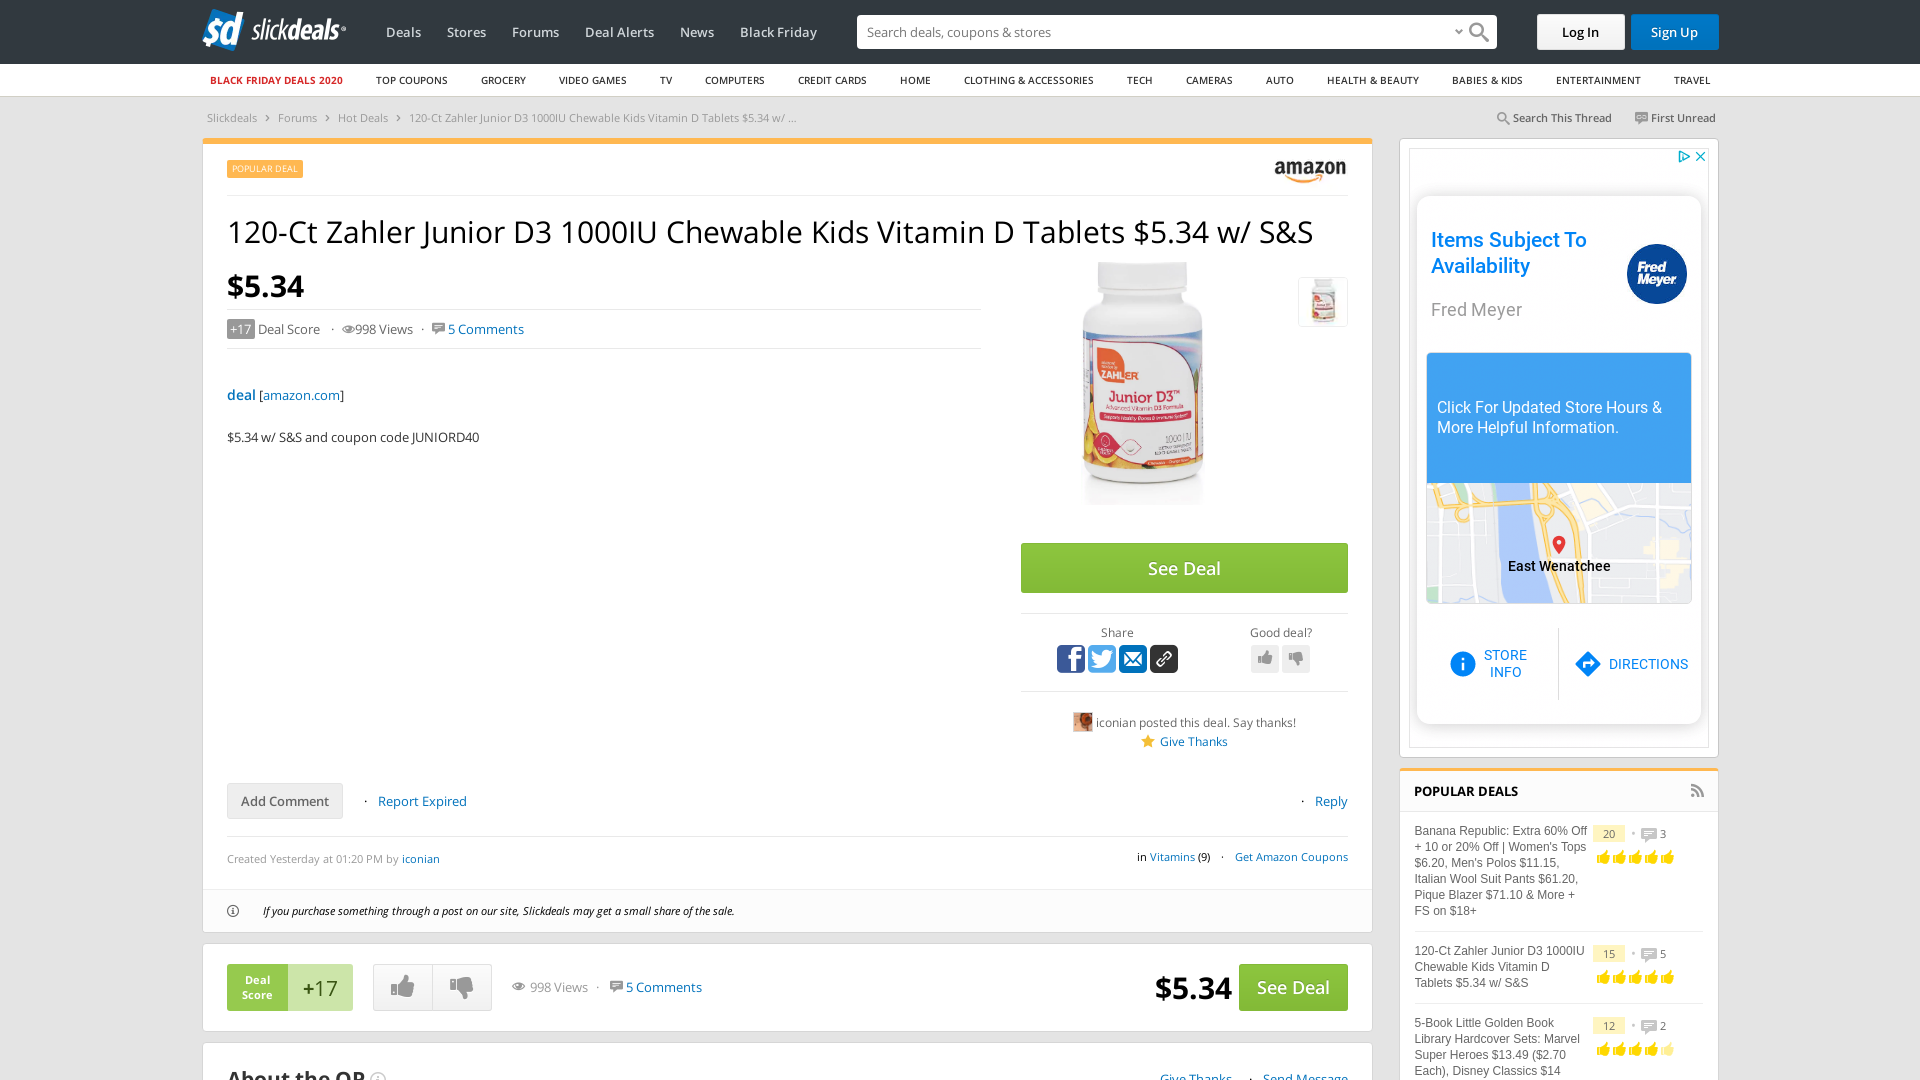 sd slickdeals
Deals Stores Forums Deal Alerts News Black Friday
Search deals, coupons & stores
Log In
Sign Up
BLACK FRIDAY DEALS 2020 TOP COUPONS GROCERY VIDEO GAMES TV COMPUTERS CREDIT CARDS HOME CLOTHING & ACCESSORIES TECH CAMERAS AUTO HEALTH & BEAUTY BABIES & KIDS ENTERTAINMENT TRAVEL
Slickdeals › Forums › Hot Deals › 120-Ct Zahler Junior D3 1000IU Chewable Kids Vitamin D Tablets $5.34 w/ ...
Search This Thread First Unread
POPULAR DEAL
amazon
120-Ct Zahler Junior D3 1000IU Chewable Kids Vitamin D Tablets $5.34 w/ S&S
$5.34
+17 Deal Score · 998 Views · 5 Comments
deal [amazon.com]
$5.34 w/ S&S and coupon code JUNIORD40
ZAHLER
Junior D3™
Advanced Vitamin D3 Formula
1000 IU
See Deal
Share
Good deal?
iconian posted this deal. Say thanks!
Give Thanks
Add Comment · Report Expired
· Reply
Created Yesterday at 01:20 PM by iconian
in Vitamins (9) · Get Amazon Coupons
If you purchase something through a post on our site, Slickdeals may get a small share of the sale.
Deal
Score
+17
998 Views · 5 Comments
$5.34
See Deal
About the OP
Give Thanks · Send Message
Items Subject To
Availability
Fred
Meyer
Fred Meyer
Click For Updated Store Hours &
More Helpful Information.
East Wenatchee
STORE
INFO
DIRECTIONS
POPULAR DEALS
Banana Republic: Extra 60% Off
+ 10 or 20% Off | Women's Tops
$6.20, Men's Polos $11.15,
Italian Wool Suit Pants $61.20,
Pique Blazer $71.10 & More +
FS on $18+
20 • 3
120-Ct Zahler Junior D3 1000IU
Chewable Kids Vitamin D
Tablets $5.34 w/ S&S
15 • 5
5-Book Little Golden Book
Library Hardcover Sets: Marvel
Super Heroes $13.49 ($2.70
Each), Disney Classics $14
12 • 2